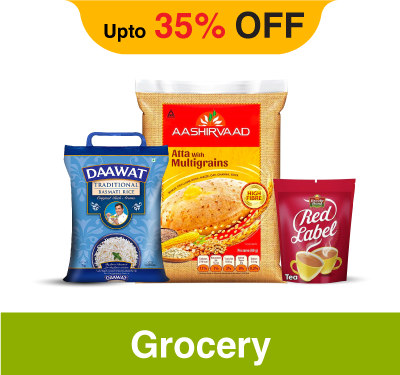 Upto 35% OFF
AASHIRVAAD
Atta With
Multigrains
HIGH
FIBRE
DAAWAT
TRADITIONAL
BASMATI RICE
Red
Label
Tea
Grocery